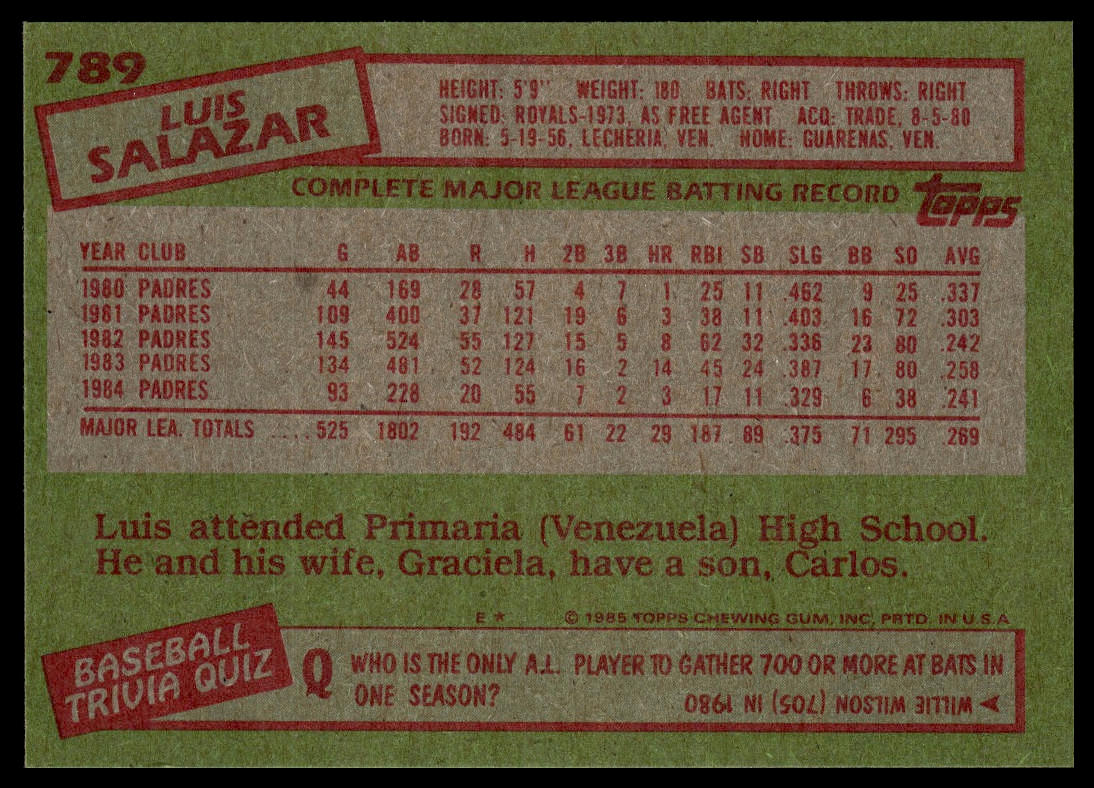 789
LUIS
SALAZAR
HEIGHT: 5'9" WEIGHT: 180 BATS: RIGHT THROWS: RIGHT
SIGNED: ROYALS-1973, AS FREE AGENT ACQ: TRADE, 8-5-80
BORN: 5-19-56, LECHERIA, VEN. HOME: GUARENAS, VEN.
COMPLETE MAJOR LEAGUE BATTING RECORD
topps
YEAR CLUB G AB R H 2B 3B HR RBI SB SLG BB SO AVG
1980 PADRES 44 169 28 57 4 7 1 25 11 .462 9 25 .337
1981 PADRES 109 400 37 121 19 6 3 38 11 .403 16 72 .303
1982 PADRES 145 524 55 127 15 5 8 62 32 .336 23 80 .242
1983 PADRES 134 481 52 124 16 2 14 45 24 .387 17 80 .258
1984 PADRES 93 228 20 55 7 2 3 17 11 .329 6 38 .241
MAJOR LEA. TOTALS .... 525 1802 192 484 61 22 29 187 89 .375 71 295 .269
Luis attended Primaria (Venezuela) High School.
He and his wife, Graciela, have a son, Carlos.
E * © 1985 TOPPS CHEWING GUM, INC. PRTD. IN U.S.A.
BASEBALL
TRIVIA QUIZ
Q WHO IS THE ONLY A.L. PLAYER TO GATHER 700 OR MORE AT BATS IN
ONE SEASON?
WILLIE WILSON (705) IN 1980